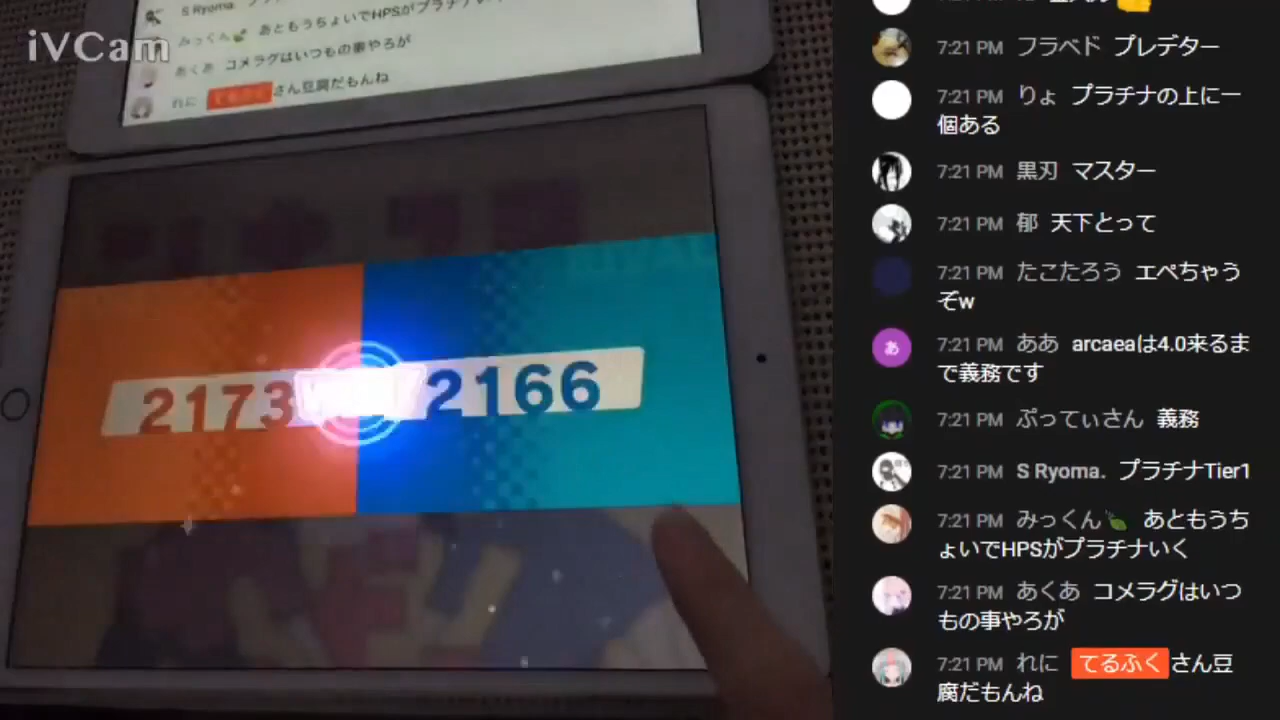 iVCam
S Ryoma.
みっくん あともうちょいでHPSがプラチナい
あくあ コメラグはいつもの事やろが
れに てるふくさん豆腐だもんね
2173
2166
7:21 PM フラベド プレデター
7:21 PM りょ プラチナの上に一
個ある
7:21 PM 黒刃 マスター
7:21 PM 郁 天下とって
7:21 PM たこたろう エペちゃう
ぞw
あ 7:21 PM ああ arcaeaは4.0来るま
で義務です
7:21 PM ぷってぃさん 義務
7:21 PM S Ryoma. プラチナTier1
7:21 PM みっくん あともうち
ょいでHPSがプラチナいく
7:21 PM あくあ コメラグはいつ
もの事やろが
7:21 PM れに てるふくさん豆
腐だもんね